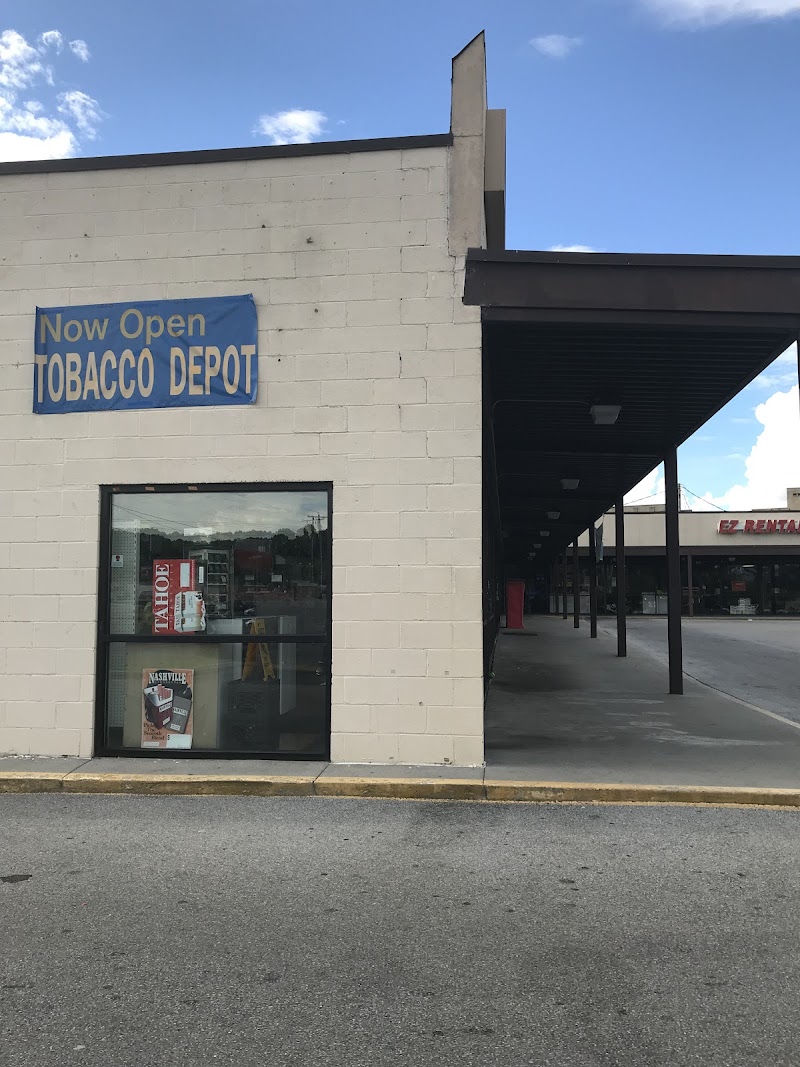 Now Open
TOBACCO DEPOT
TAHOE
NASHVILLE
EZ RENTA